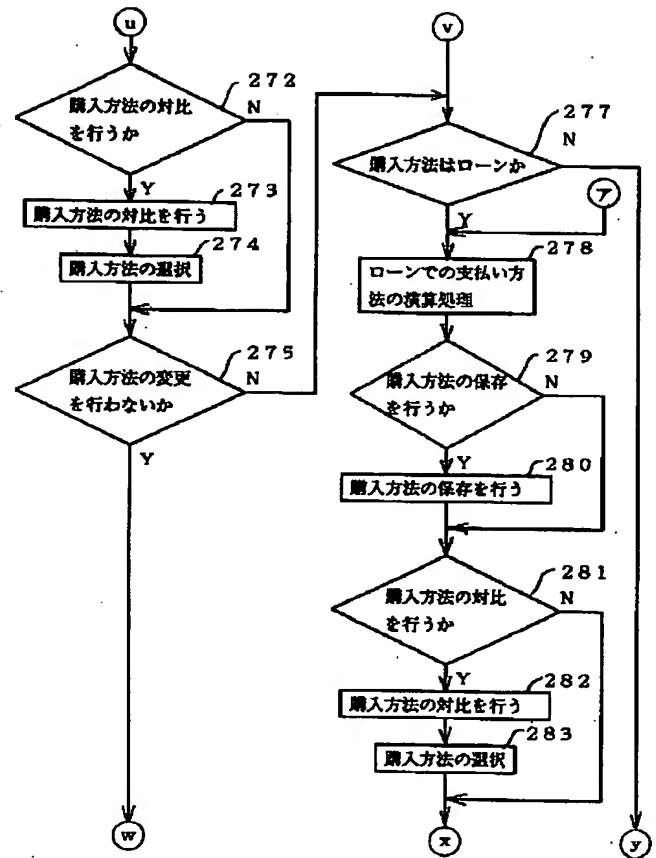 u
272
購入方法の対比
を行うか
N
Y
273
購入方法の対比を行う
274
購入方法の選択
275
購入方法の変更
を行わないか
N
Y
w
v
277
N
購入方法はローンか
ア
Y
278
ローンでの支払い方
法の演算処理
279
購入方法の保存
を行うか
N
Y
280
購入方法の保存を行う
281
購入方法の対比
を行うか
N
Y
282
購入方法の対比を行う
283
購入方法の選択
x
y